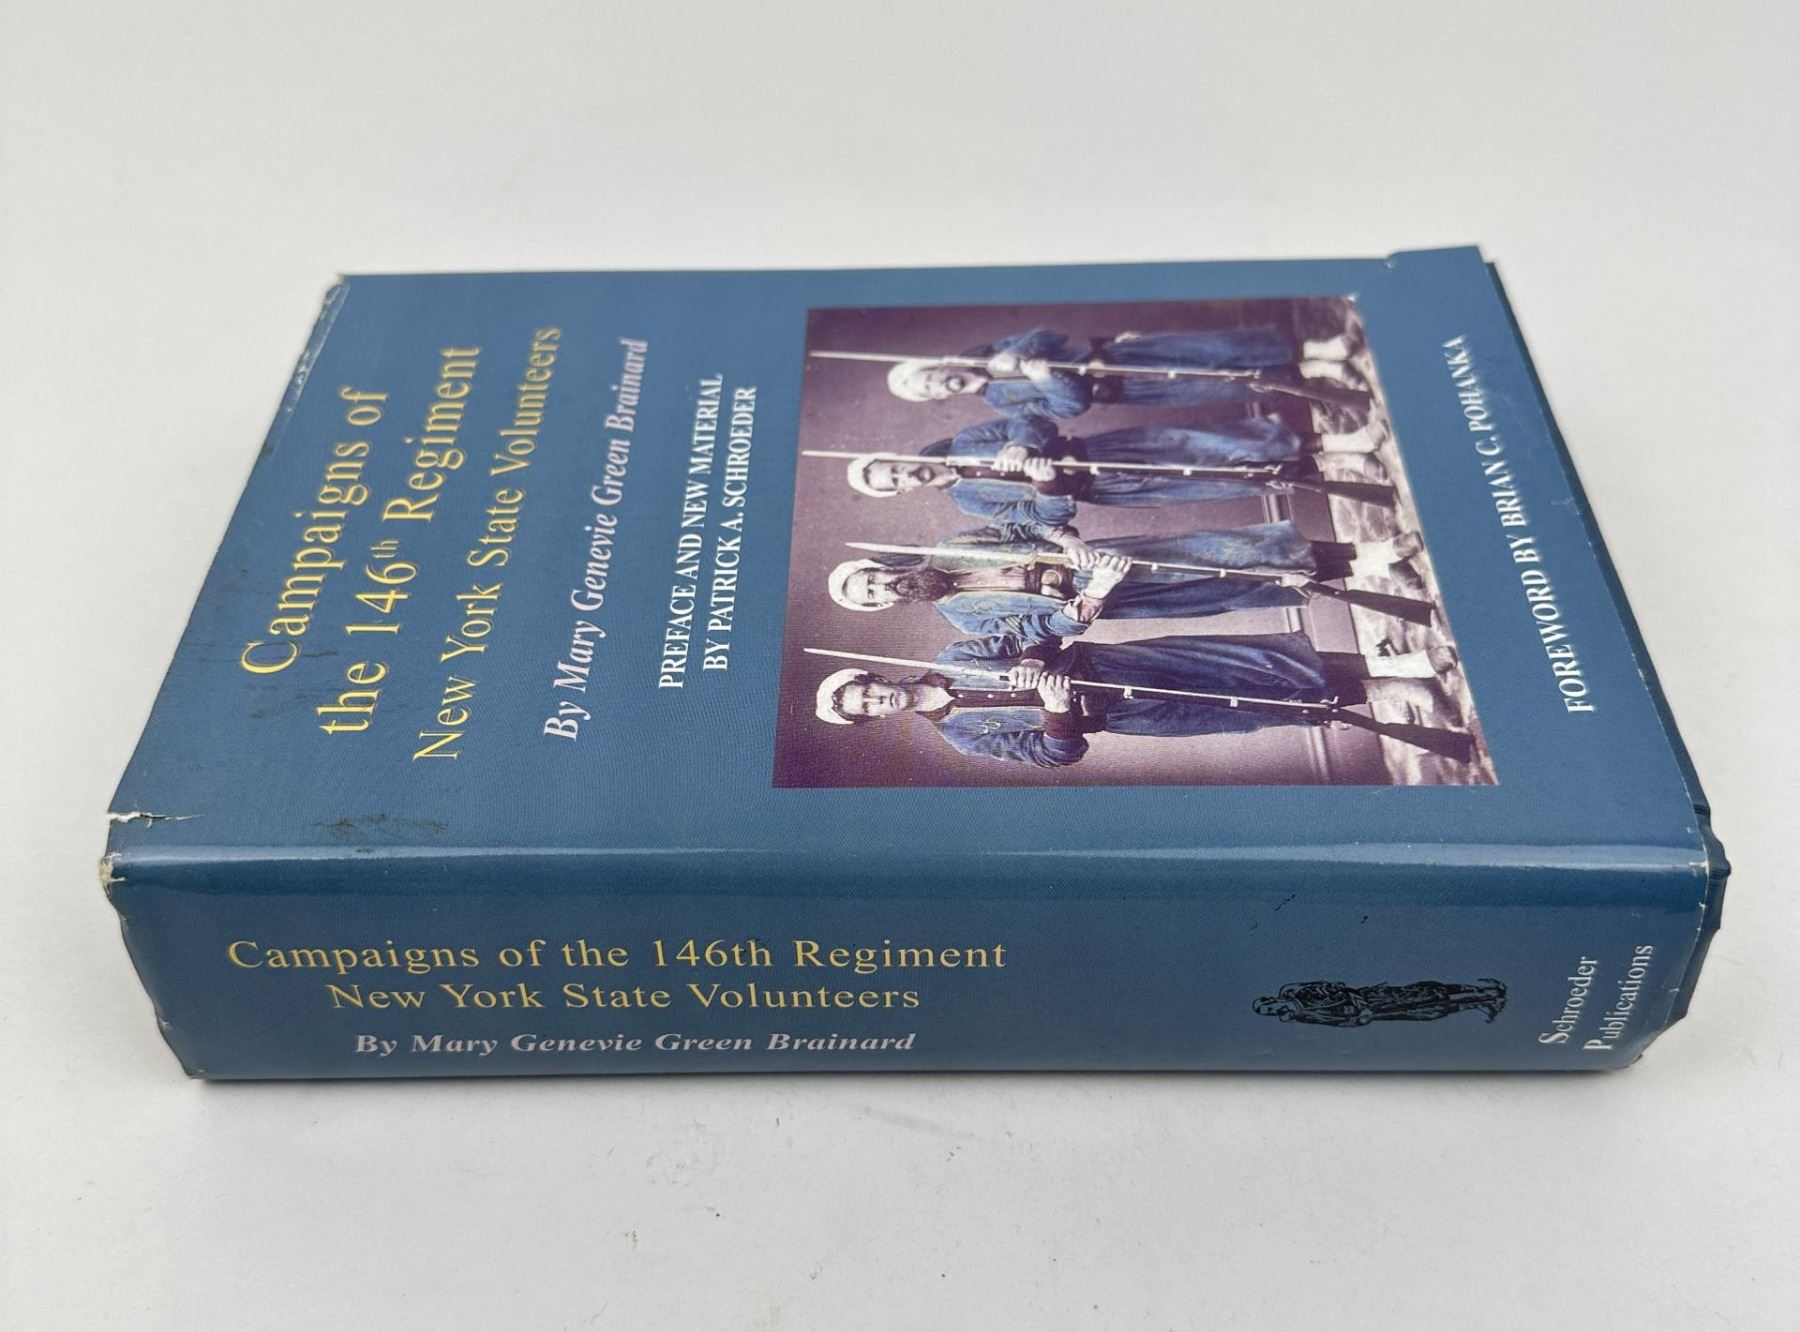 Campaigns of
the 146th Regiment
New York State Volunteers
By Mary Genevie Green Brainard
PREFACE AND NEW MATERIAL
BY PATRICK A. SCHROEDER
FOREWORD BY BRIAN C. POHANKA
Campaigns of the 146th Regiment
New York State Volunteers
By Mary Genevie Green Brainard
Schroeder
Publications